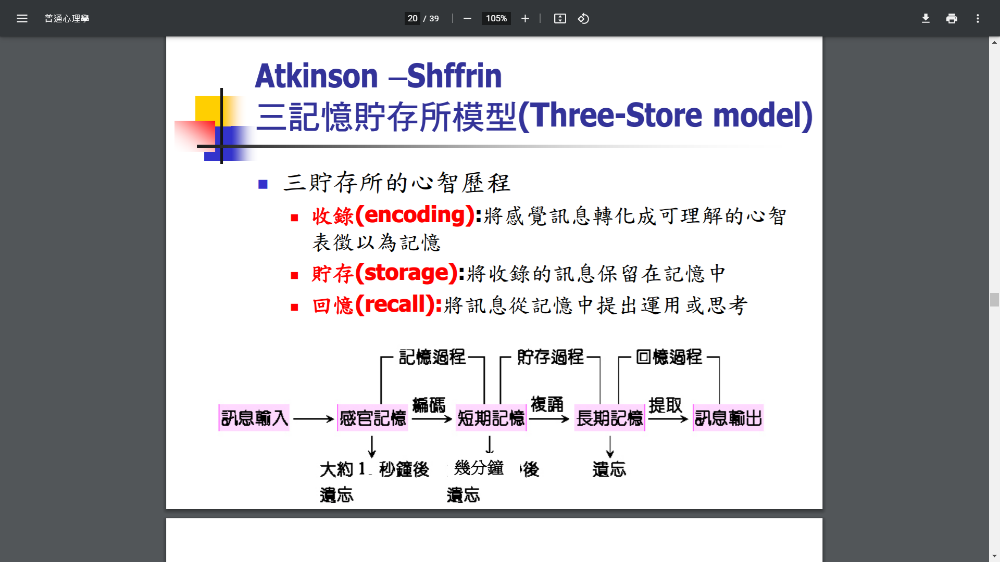 普通心理學
20 / 39
105%
Atkinson –Shffrin
三記憶貯存所模型(Three-Store model)
三貯存所的心智歷程
收錄(encoding):將感覺訊息轉化成可理解的心智
表徵以為記憶
貯存(storage):將收錄的訊息保留在記憶中
回憶(recall):將訊息從記憶中提出運用或思考
記憶過程 貯存過程 回憶過程
編碼 複誦 提取
訊息輸入 感官記憶 短期記憶 長期記憶 訊息輸出
大約1 秒鐘後 幾分鐘 後 遺忘
遺忘 遺忘